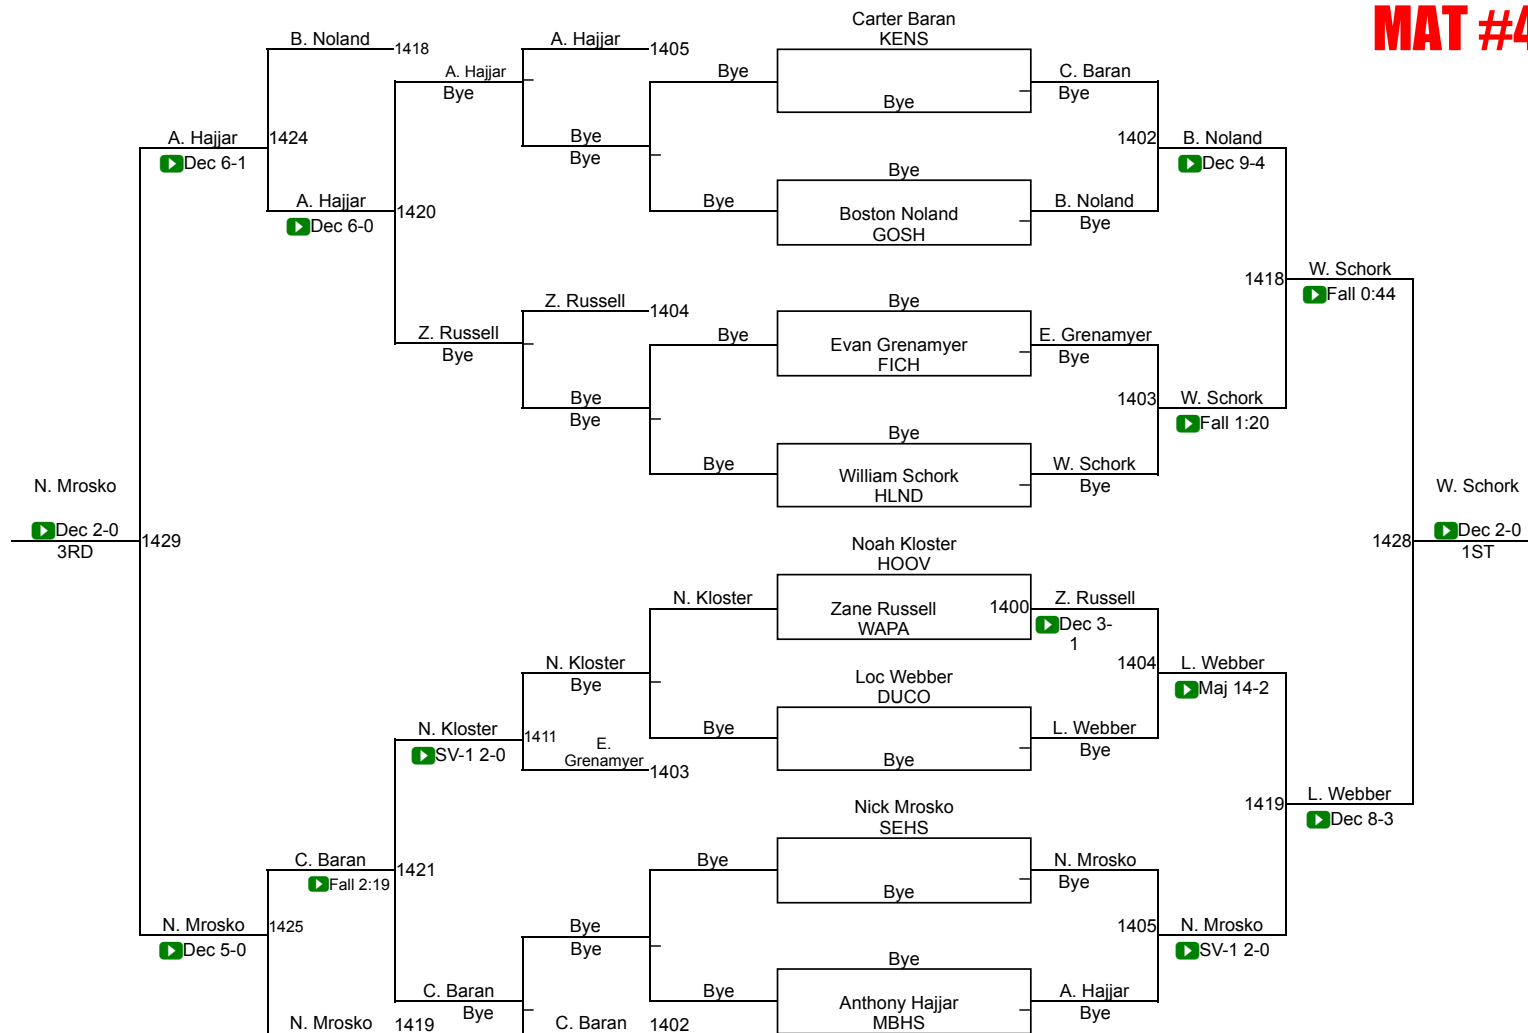 MAT #4
Carter Baran
KENS
B. Noland
1418
A. Hajjar
1405
A. Hajjar
Bye
Bye
C. Baran
Bye
Bye
A. Hajjar
1424
Bye
Bye
1402
B. Noland
Dec 6-1
Dec 9-4
Bye
A. Hajjar
1420
Bye
Boston Noland
GOSH
B. Noland
Bye
Dec 6-0
1418
W. Schork
Fall 0:44
Z. Russell
1404
Bye
Z. Russell
Bye
Bye
Evan Grenamyer
FICH
E. Grenamyer
Bye
Bye
Bye
1403
W. Schork
Fall 1:20
Bye
Bye
William Schork
HLND
W. Schork
Bye
N. Mrosko
Dec 2-0
3RD
1429
W. Schork
1428
Dec 2-0
1ST
Noah Kloster
HOOV
N. Kloster
Zane Russell
WAPA
1400
Z. Russell
Dec 3-
1
N. Kloster
Bye
Loc Webber
DUCO
1404
L. Webber
Maj 14-2
N. Kloster
SV-1 2-0
1411
E.
Grenamyer
1403
Bye
Bye
L. Webber
Bye
1419
L. Webber
Dec 8-3
Nick Mrosko
SEHS
C. Baran
Fall 2:19
1421
Bye
Bye
N. Mrosko
Bye
N. Mrosko
Dec 5-0
1425
Bye
Bye
1405
N. Mrosko
SV-1 2-0
Bye
C. Baran
Bye
Bye
Anthony Hajjar
MBHS
A. Hajjar
Bye
N. Mrosko
1419
C. Baran
1402